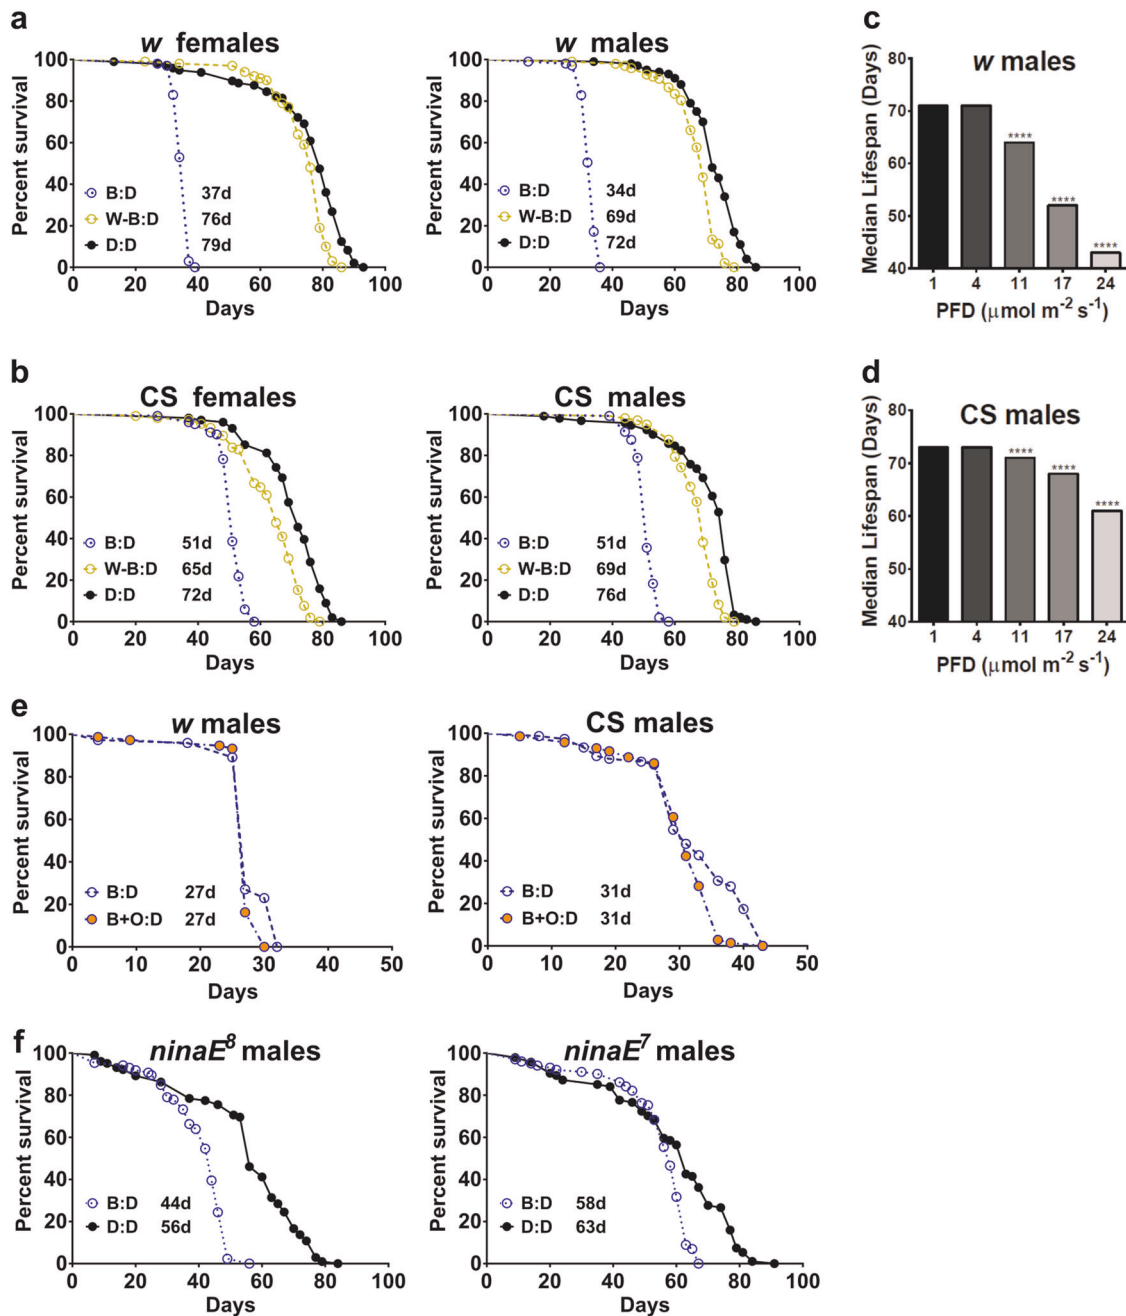 a
w females
Percent survival
100
80
60
40
20
0
B:D 37d
W-B:D 76d
D:D 79d
0 20 40 60 80 100
Days
w males
Percent survival
100
80
60
40
20
0
B:D 34d
W-B:D 69d
D:D 72d
0 20 40 60 80 100
Days
c
w males
Median Lifespan (Days)
80
70
60
50
40
**** **** ****
1 4 11 17 24
PFD (μmol m-2 s-1)
b
CS females
Percent survival
100
80
60
40
20
0
B:D 51d
W-B:D 65d
D:D 72d
0 20 40 60 80 100
Days
CS males
Percent survival
100
80
60
40
20
0
B:D 51d
W-B:D 69d
D:D 76d
0 20 40 60 80 100
Days
d
CS males
Median Lifespan (Days)
80
70
60
50
40
**** **** ****
1 4 11 17 24
PFD (μmol m-2 s-1)
e
w males
Percent survival
100
80
60
40
20
0
B:D 27d
B+O:D 27d
0 10 20 30 40 50
Days
CS males
Percent survival
100
80
60
40
20
0
B:D 31d
B+O:D 31d
0 10 20 30 40 50
Days
f
ninaE8 males
Percent survival
100
80
60
40
20
0
B:D 44d
D:D 56d
0 20 40 60 80 100
Days
ninaE7 males
Percent survival
100
80
60
40
20
0
B:D 58d
D:D 63d
0 20 40 60 80 100
Days